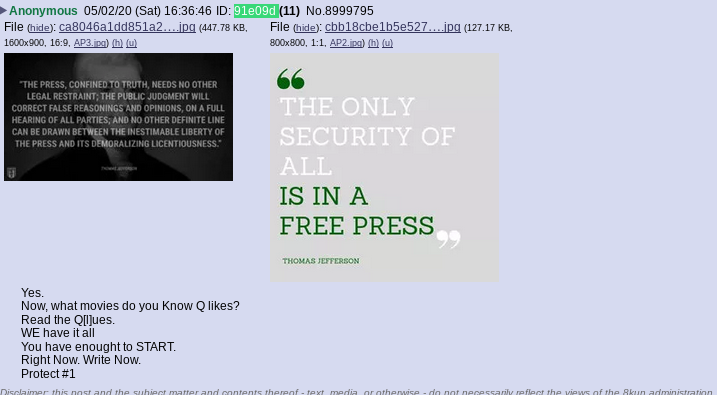 Anonymous 05/02/20 (Sat) 16:36:46 ID: 91e09d (11) No.8999795
File (hide): ca8046a1dd851a2....jpg (447.78 KB,
1600x900, 16:9, AP3.jpg) (h) (u)
File (hide): cbb18cbe1b5e527....jpg (127.17 KB,
800x800, 1:1, AP2.jpg) (h) (u)
"THE PRESS, CONFINED TO TRUTH, NEEDS NO OTHER
LEGAL RESTRAINT; THE PUBLIC JUDGMENT WILL
CORRECT FALSE REASONINGS AND OPINIONS, ON A FULL
HEARING OF ALL PARTIES; AND NO OTHER DEFINITE LINE
CAN BE DRAWN BETWEEN THE INESTIMABLE LIBERTY OF
THE PRESS AND ITS DEMORALIZING LICENTIOUSNESS."
THOMAS JEFFERSON
“
THE ONLY
SECURITY OF
ALL
IS IN A
FREE PRESS
”
THOMAS JEFFERSON
Yes.
Now, what movies do you Know Q likes?
Read the Q[l]ues.
WE have it all
You have enought to START.
Right Now. Write Now.
Protect #1
Disclaimer: this post and the subject matter and contents thereof - text, media, or otherwise - do not necessarily reflect the views of the 8kun administration.